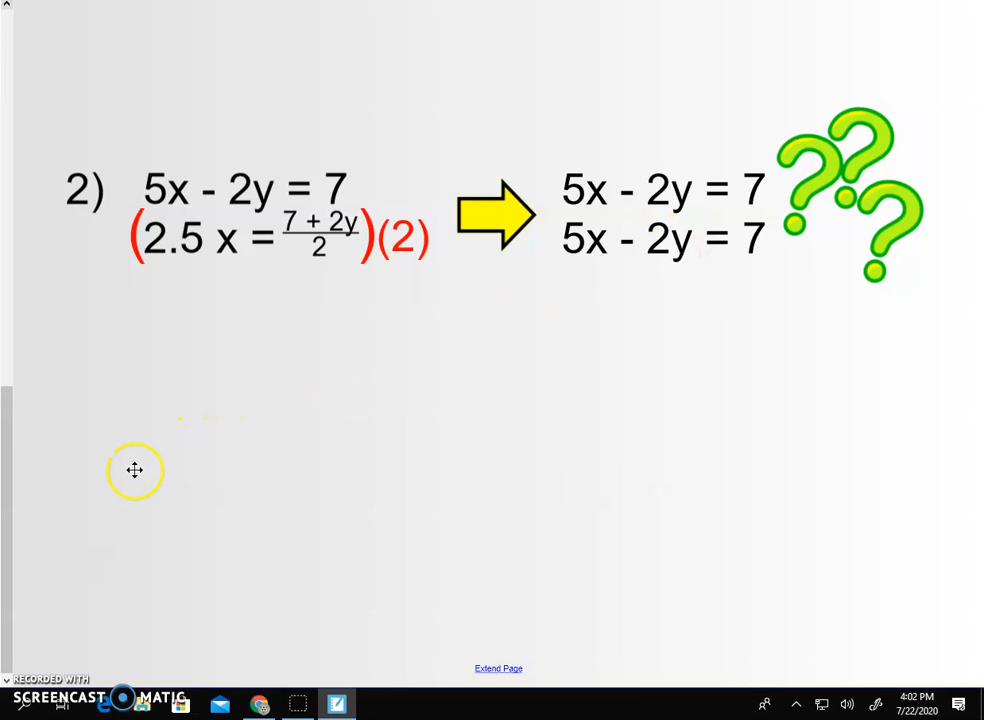 2) 5x - 2y = 7
(2.5 x = 7 + 2y / 2)(2)
5x - 2y = 7
5x - 2y = 7
???
Extend Page
RECORDED WITH
SCREENCAST MATIC
4:02 PM
7/22/2020